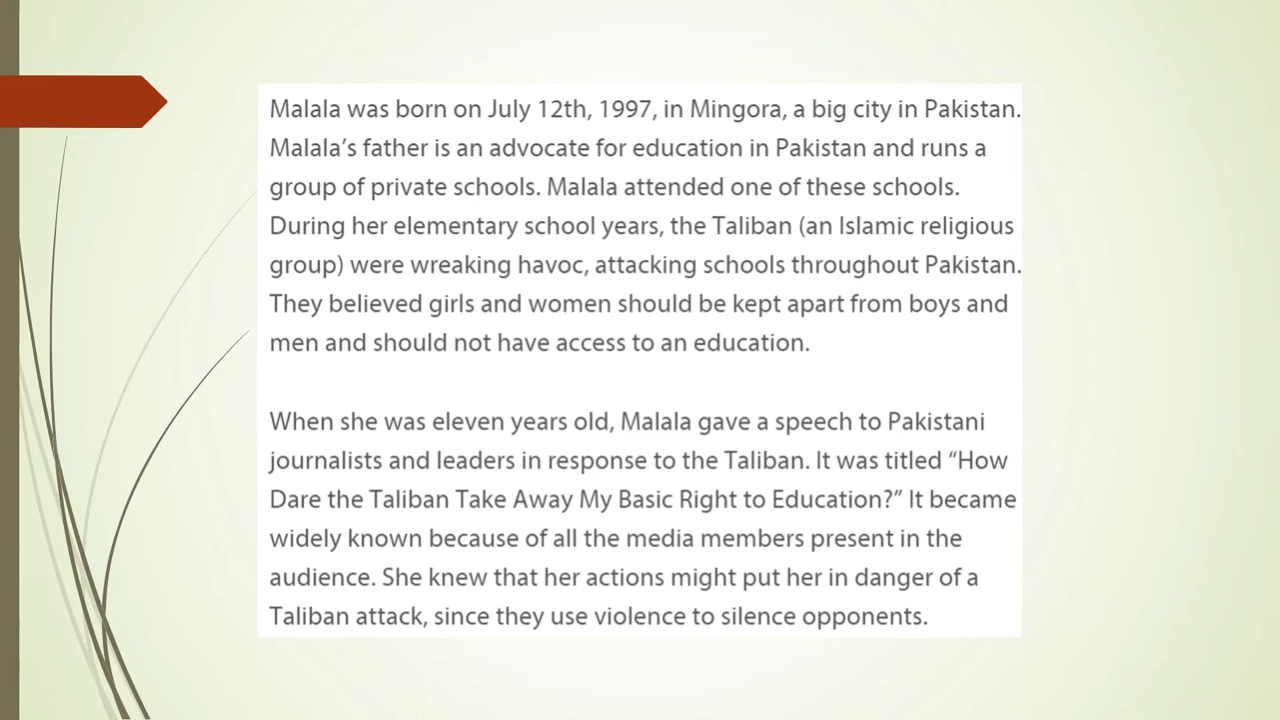 Malala was born on July 12th, 1997, in Mingora, a big city in Pakistan.
Malala’s father is an advocate for education in Pakistan and runs a
group of private schools. Malala attended one of these schools.
During her elementary school years, the Taliban (an Islamic religious
group) were wreaking havoc, attacking schools throughout Pakistan.
They believed girls and women should be kept apart from boys and
men and should not have access to an education.
When she was eleven years old, Malala gave a speech to Pakistani
journalists and leaders in response to the Taliban. It was titled “How
Dare the Taliban Take Away My Basic Right to Education?” It became
widely known because of all the media members present in the
audience. She knew that her actions might put her in danger of a
Taliban attack, since they use violence to silence opponents.